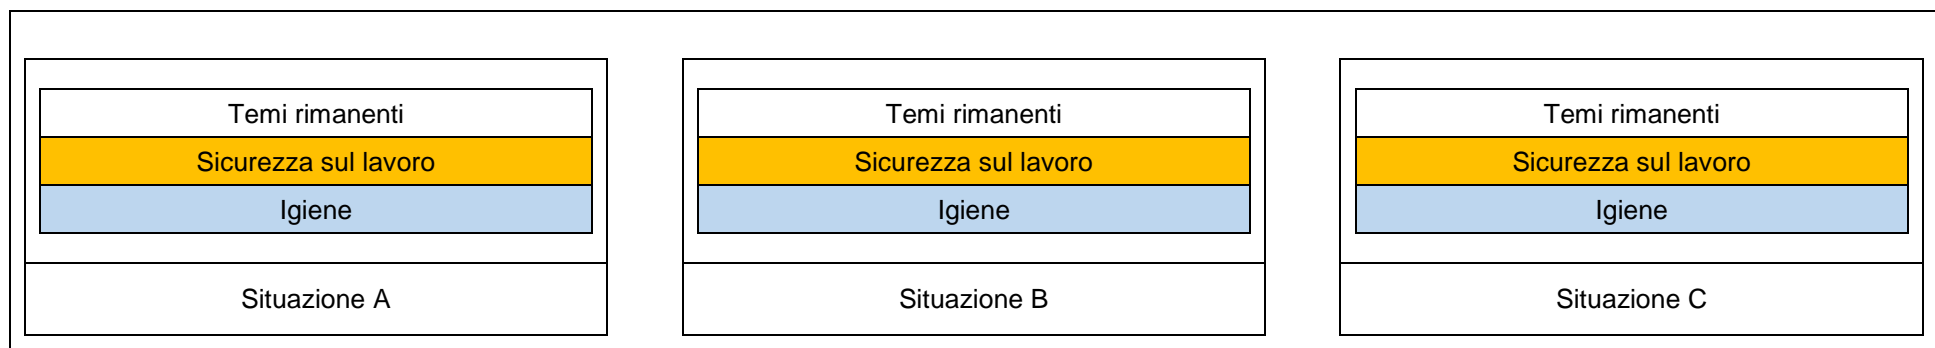 Temi rimanenti
Sicurezza sul lavoro
Igiene
Situazione A
Temi rimanenti
Sicurezza sul lavoro
Igiene
Situazione B
Temi rimanenti
Sicurezza sul lavoro
Igiene
Situazione C